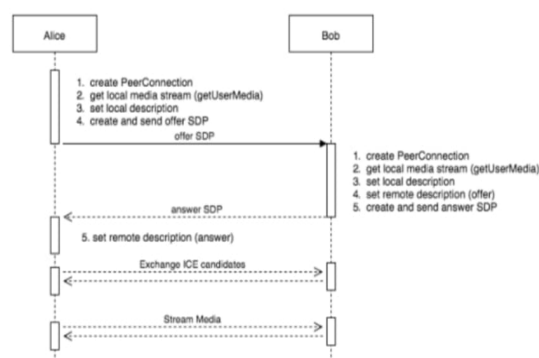 Alice
Bob
1. create PeerConnection
2. get local media stream (getUserMedia)
3. set local description
4. create and send offer SDP
offer SDP
1. create PeerConnection
2. get local media stream (getUserMedia)
3. set local description
4. set remote description (offer)
5. create and send answer SDP
answer SDP
5. set remote description (answer)
Exchange ICE candidates
Stream Media